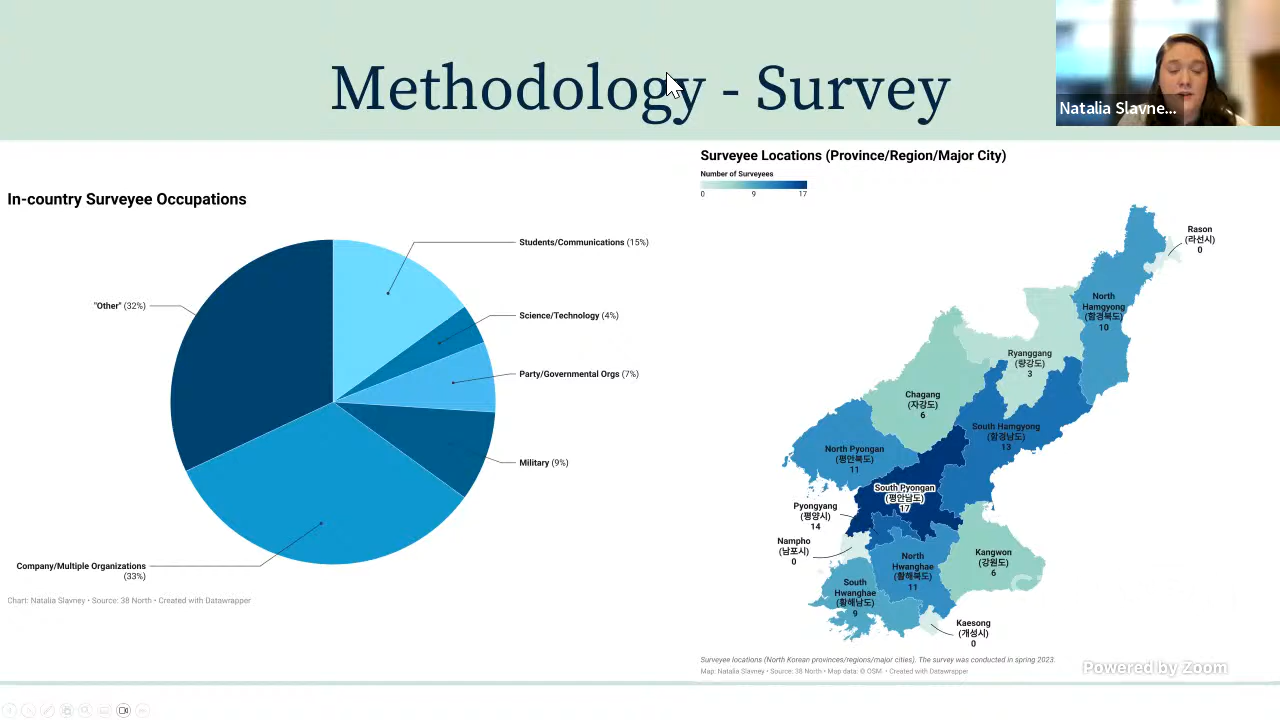 Methodology - Survey
Natalia Slavne...
In-country Surveyee Occupations
Students/Communications (15%)
"Other" (32%)
Science/Technology (4%)
Party/Governmental Orgs (7%)
Military (9%)
Company/Multiple Organizations
(33%)
Chart: Natalia Slavney • Source: 38 North • Created with Datawrapper
Surveyee Locations (Province/Region/Major City)
Number of Surveyees
0 9 17
Rason
(라선시)
0
North
Hamgyong
(함경북도)
10
Ryanggang
(량강도)
3
Chagang
(자강도)
6
South Hamgyong
(함경남도)
13
North Pyongan
(평안북도)
11
South Pyongan
(평안남도)
17
Pyongyang
(평양시)
14
Nampho
(남포시)
0
North
Hwanghae
(황해북도)
11
Kangwon
(강원도)
6
South
Hwanghae
(황해남도)
9
Kaesong
(개성시)
0
Surveyee locations (North Korean provinces/regions/major cities). The survey was conducted in spring 2023.
Map: Natalia Slavney • Source: 38 North • Map data: © OSM • Created with Datawrapper
Powered by Zoom